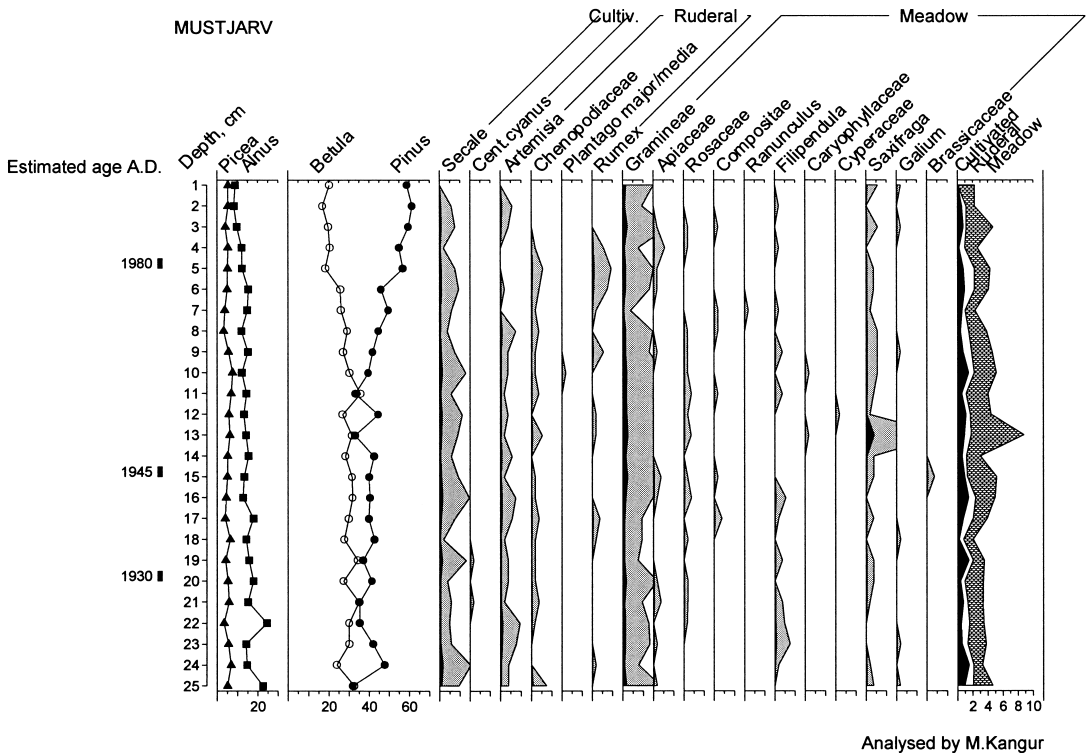 MUSTJARV
Cultiv. Ruderal Meadow
Estimated age A.D.
Depth, cm
Picea
Alnus
Betula
Pinus
Secale
Cent.cyanus
Artemisia
Chenopodiaceae
Plantago major/media
Rumex
Gramineae
Apiaceae
Rosaceae
Compositae
Ranunculus
Filipendula
Caryophyllaceae
Cyperaceae
Saxifraga
Galium
Brassicaceae
Cultivated
Ruderal
Meadow
1
2
3
4
1980 5
6
7
8
9
10
11
12
13
14
1945 15
16
17
18
19
1930 20
21
22
23
24
25
20 20 40 60 2 4 6 8 10
Analysed by M.Kangur